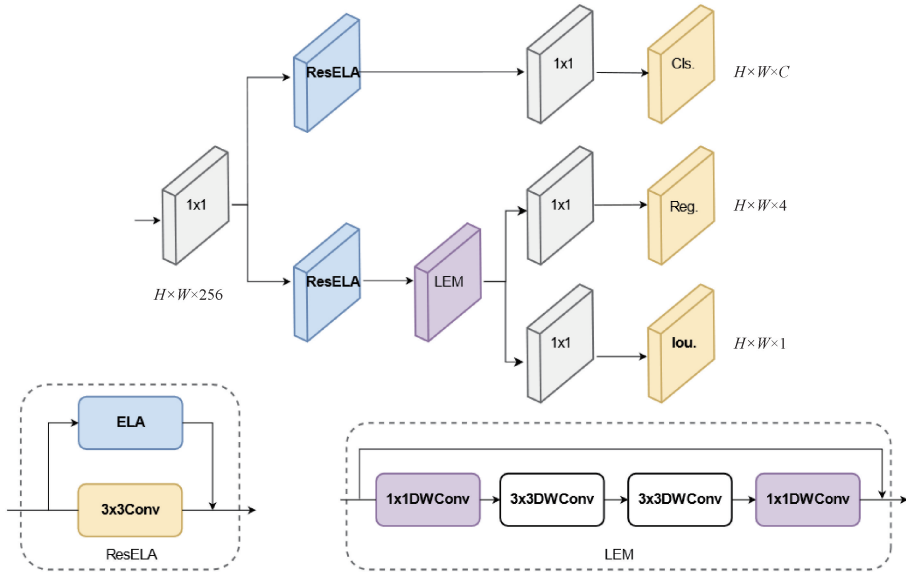 ResELA
1x1
Cls.
H×W×C
1x1
H×W×256
1x1
Reg.
H×W×4
ResELA
LEM
1x1
Iou.
H×W×1
ELA
3x3Conv
ResELA
1x1DWConv
3x3DWConv
3x3DWConv
1x1DWConv
LEM